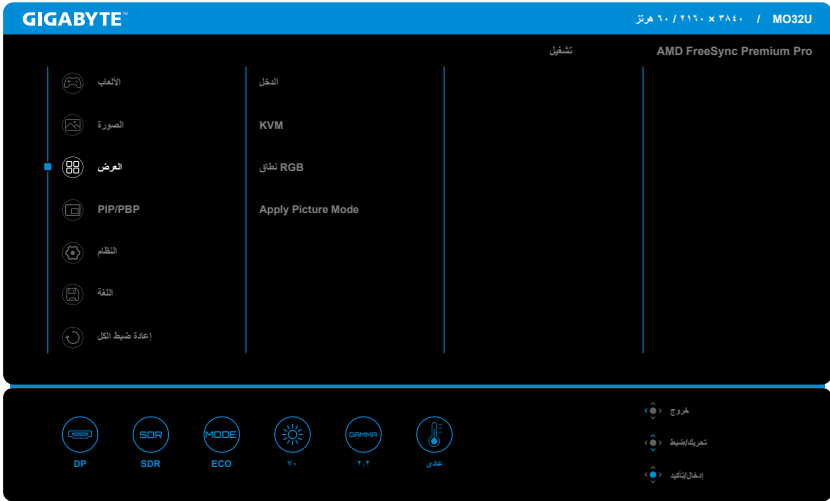 GIGABYTE™
MO32U / ٣٨٤٠ × ٢١٦٠ / ٦٠ هرتز
AMD FreeSync Premium Pro
تشغيل
الألعاب
الصورة
العرض
PIP/PBP
النظام
اللغة
إعادة ضبط الكل
الدخل
KVM
نطاق RGB
Apply Picture Mode
SDR
MODE
GAMMA
DP
SDR
ECO
٧٠
٢,٢
عادى
خروج
تحريك/ضبط
إدخال/تأكيد